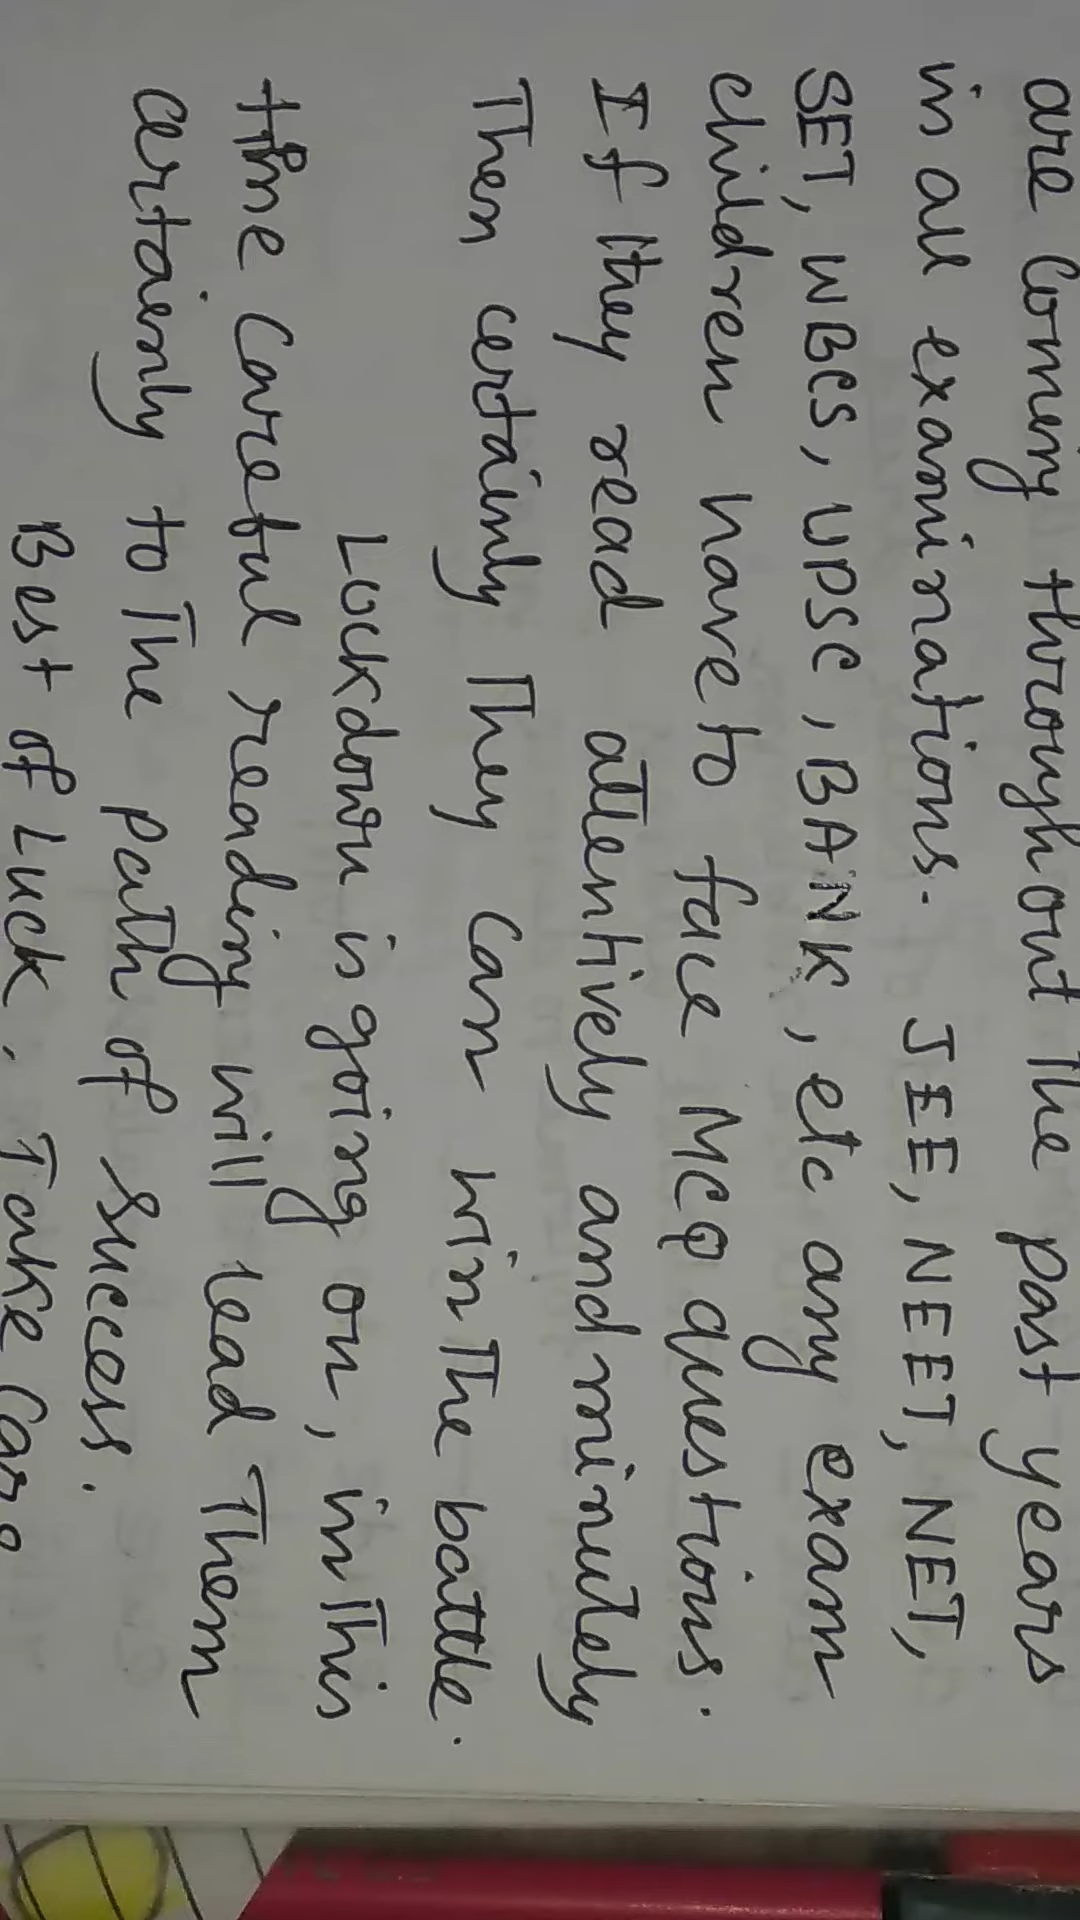 are Coming throughout The past years
in all examinations. JEE, NEET, NET,
SET, WBCS, UPSC, BANK, etc any exam
children have to face MCQ questions.
If they read attentively and minutely
Then certainly They can win The battle.
Lockdown is going on, in This
time Careful reading will lead Them
certainly to The path of success.
Best of Luck, Take Care